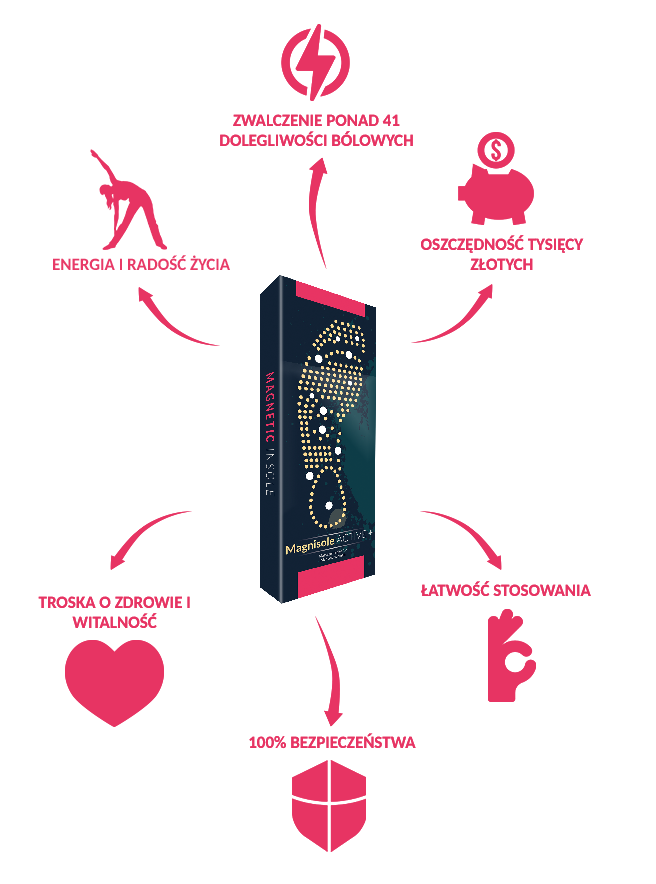 ZWALCZENIE PONAD 41
DOLEGLIWOŚCI BÓLOWYCH
ENERGIA I RADOŚĆ ŻYCIA
OSZCZĘDNOŚĆ TYSIĘCY
ZŁOTYCH
MAGNETIC INSOLE
Magnisole ACTIVE+
TROSKA O ZDROWIE I
WITALNOŚĆ
ŁATWOŚĆ STOSOWANIA
100% BEZPIECZEŃSTWA